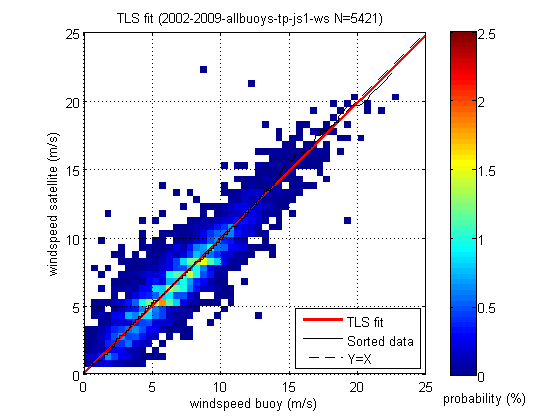 TLS fit (2002-2009-allbuoys-tp-js1-ws N=5421)
25
20
15
10
5
0
windspeed satellite (m/s)
0 5 10 15 20 25
windspeed buoy (m/s)
TLS fit
Sorted data
Y=X
2.5
2
1.5
1
0.5
0
probability (%)